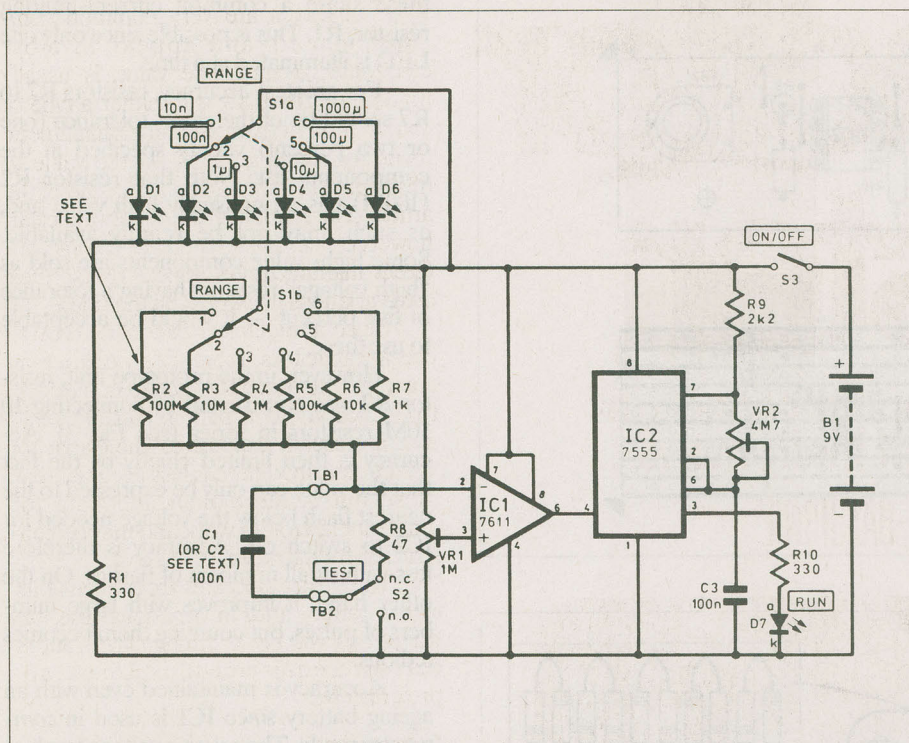 RANGE
10n
1
S1a
6
1000µ
100n
2
5
100µ
1µ
3
4
10µ
a D1
a D2
a D3
a D4
a D5
a D6
k
k
k
k
k
k
SEE
TEXT
ON/OFF
S3
RANGE
S1b
1
2
3
4
5
6
R9
2k2
R2
100M
R3
10M
R4
1M
R5
100k
R6
10k
R7
1k
8
7
IC2
7555
2
6
3
4
1
VR2
4M7
+
B1
9V
-
TB1
C1
(OR C2
SEE TEXT)
100n
R8
47
TEST
n.c.
S2
n.o.
TB2
VR1
1M
2
-
7
8
IC1
7611
3
+
6
4
R1
330
R10
330
C3
100n
a
D7
k
RUN